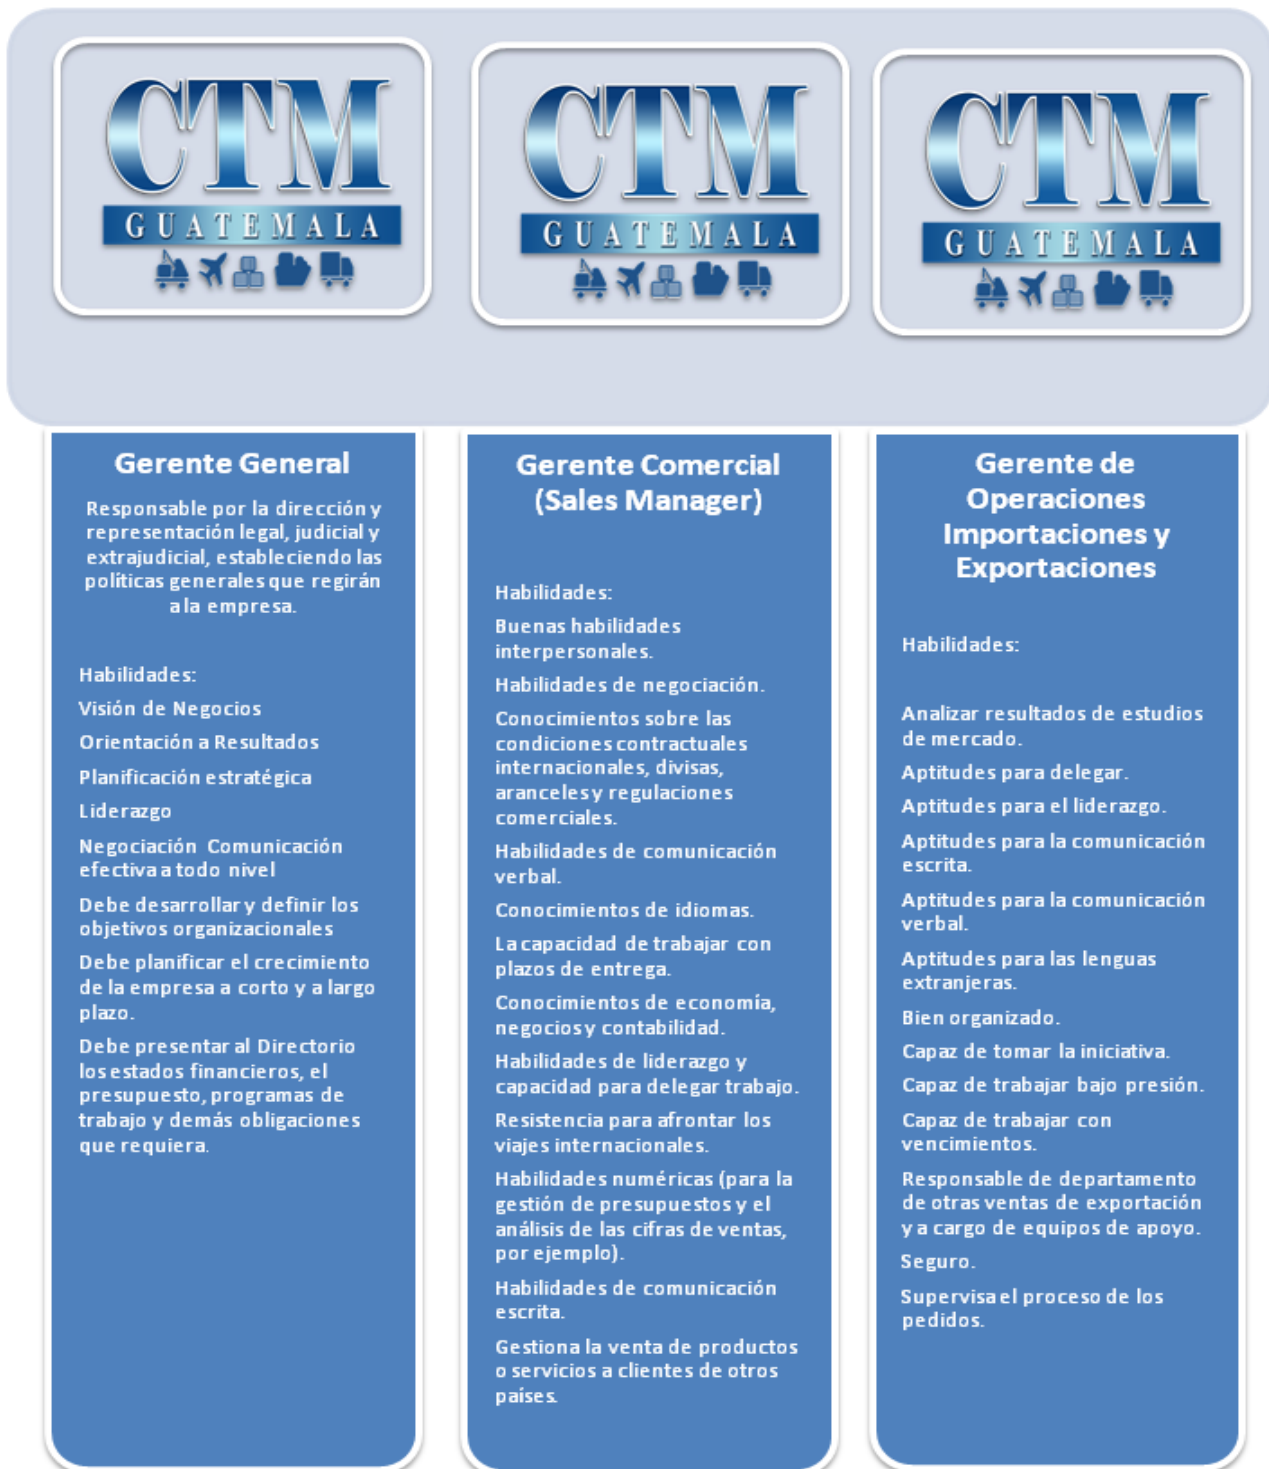 CTM
GUATEMALA
CTM
GUATEMALA
CTM
GUATEMALA
Gerente General
Responsable por la dirección y
representación legal, judicial y
extrajudicial, estableciendo las
políticas generales que regirán
a la empresa.
Habilidades:
Visión de Negocios
Orientación a Resultados
Planificación estratégica
Liderazgo
Negociación Comunicación
efectiva a todo nivel
Debe desarrollar y definir los
objetivos organizacionales
Debe planificar el crecimiento
de la empresa a corto y a largo
plazo.
Debe presentar al Directorio
los estados financieros, el
presupuesto, programas de
trabajo y demás obligaciones
que requiera.
Gerente Comercial
(Sales Manager)
Habilidades:
Buenas habilidades
interpersonales.
Habilidades de negociación.
Conocimientos sobre las
condiciones contractuales
internacionales, divisas,
aranceles y regulaciones
comerciales.
Habilidades de comunicación
verbal.
Conocimientos de idiomas.
La capacidad de trabajar con
plazos de entrega.
Conocimientos de economía,
negocios y contabilidad.
Habilidades de liderazgo y
capacidad para delegar trabajo.
Resistencia para afrontar los
viajes internacionales.
Habilidades numéricas (para la
gestión de presupuestos y el
análisis de las cifras de ventas,
por ejemplo).
Habilidades de comunicación
escrita.
Gestiona la venta de productos
o servicios a clientes de otros
países.
Gerente de
Operaciones
Importaciones y
Exportaciones
Habilidades:
Analizar resultados de estudios
de mercado.
Aptitudes para delegar.
Aptitudes para el liderazgo.
Aptitudes para la comunicación
escrita.
Aptitudes para la comunicación
verbal.
Aptitudes para las lenguas
extranjeras.
Bien organizado.
Capaz de tomar la iniciativa.
Capaz de trabajar bajo presión.
Capaz de trabajar con
vencimientos.
Responsable de departamento
de otras ventas de exportación
y a cargo de equipos de apoyo.
Seguro.
Supervisa el proceso de los
pedidos.